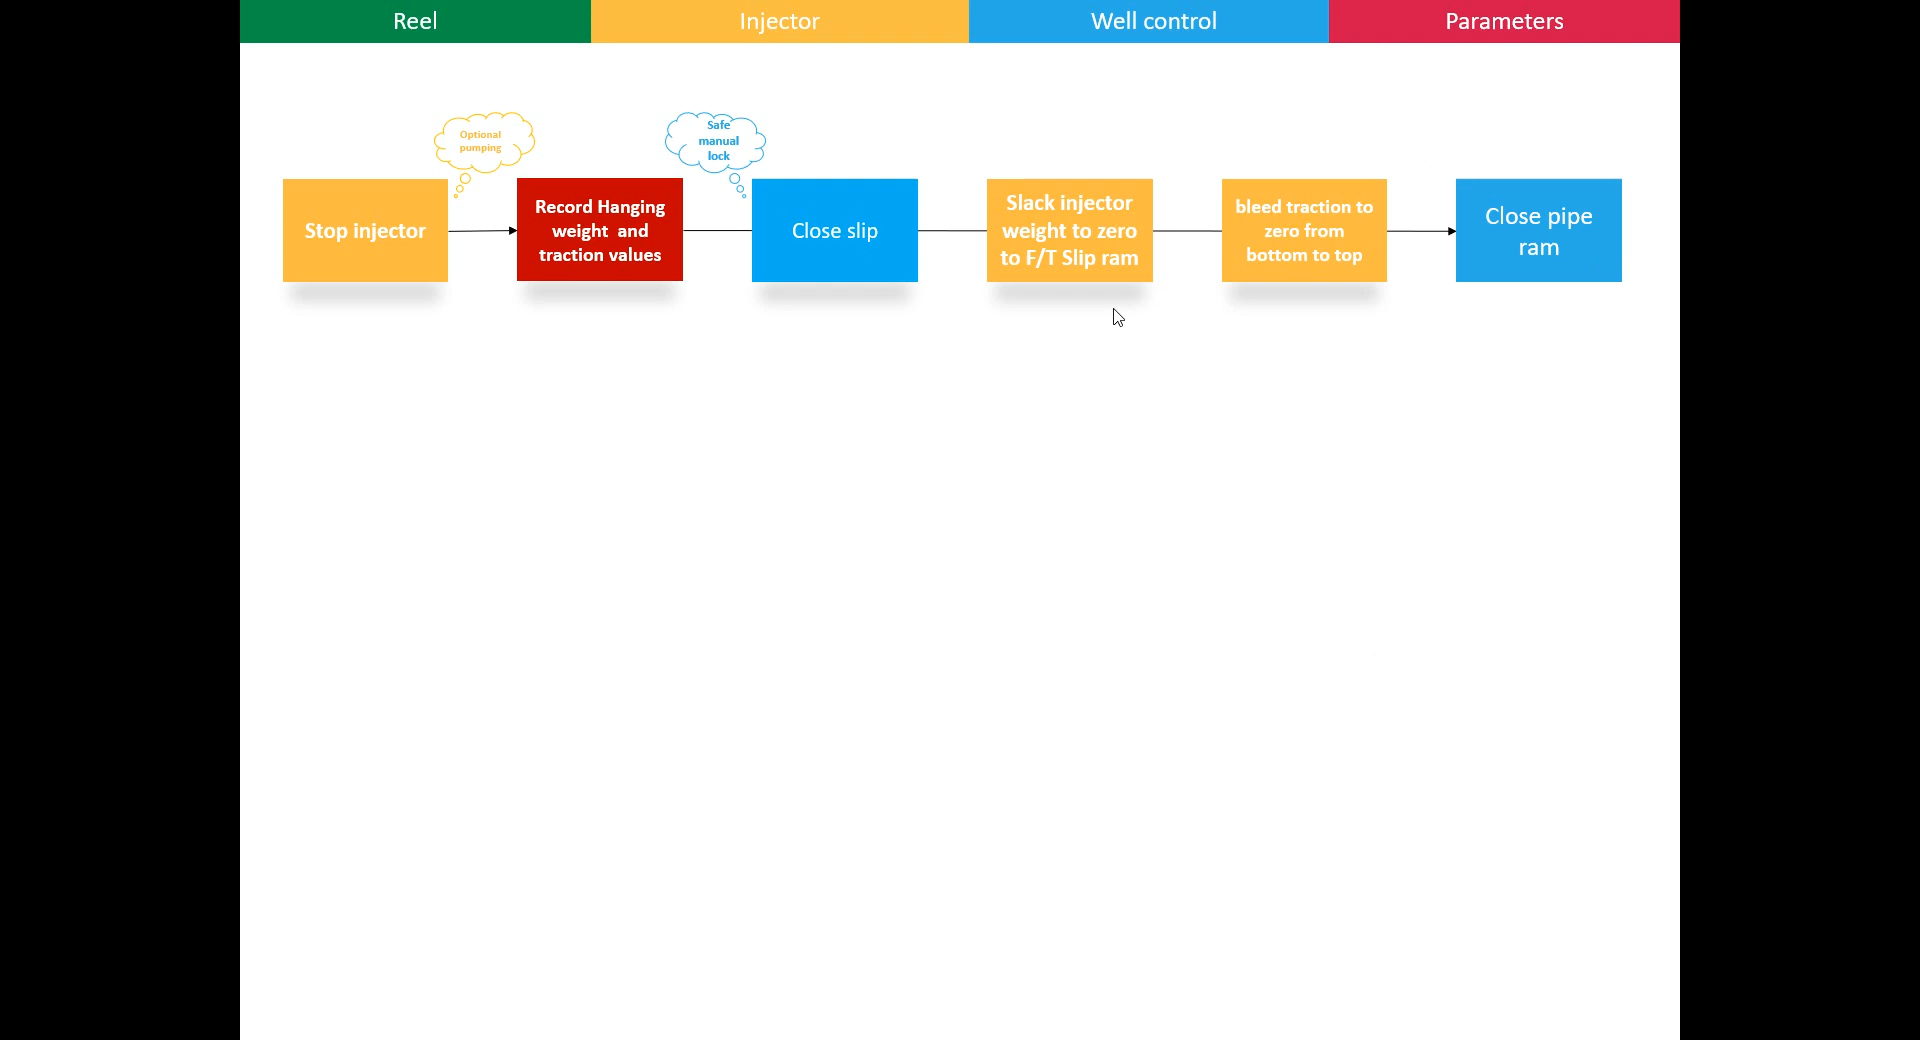 Reel
Injector
Well control
Parameters
Optional
pumping
Safe
manual
lock
Stop injector
Record Hanging
weight and
traction values
Close slip
Slack injector
weight to zero
to F/T Slip ram
bleed traction to
zero from
bottom to top
Close pipe
ram